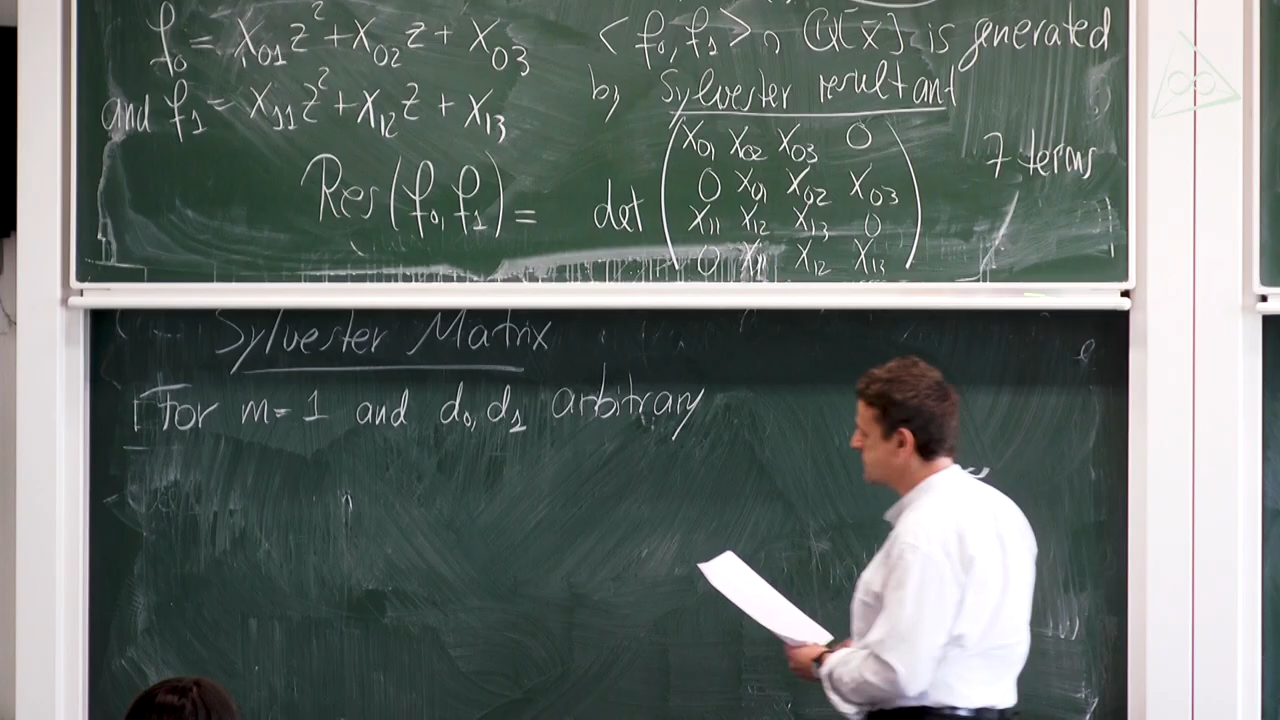 f₀ = x₀₁z² + x₀₂z + x₀₃
and f₁ = x₁₁z² + x₁₂z + x₁₃
<f₀,f₁> ∩ Q[x̄] is generated
by Sylvester resultant
Res(f₀,f₁) = det
x₀₁ x₀₂ x₀₃ 0
0 x₀₁ x₀₂ x₀₃
x₁₁ x₁₂ x₁₃ 0
0 x₁₁ x₁₂ x₁₃
7 terms
Sylvester Matrix
For m=1 and d₀,d₁ arbitrary